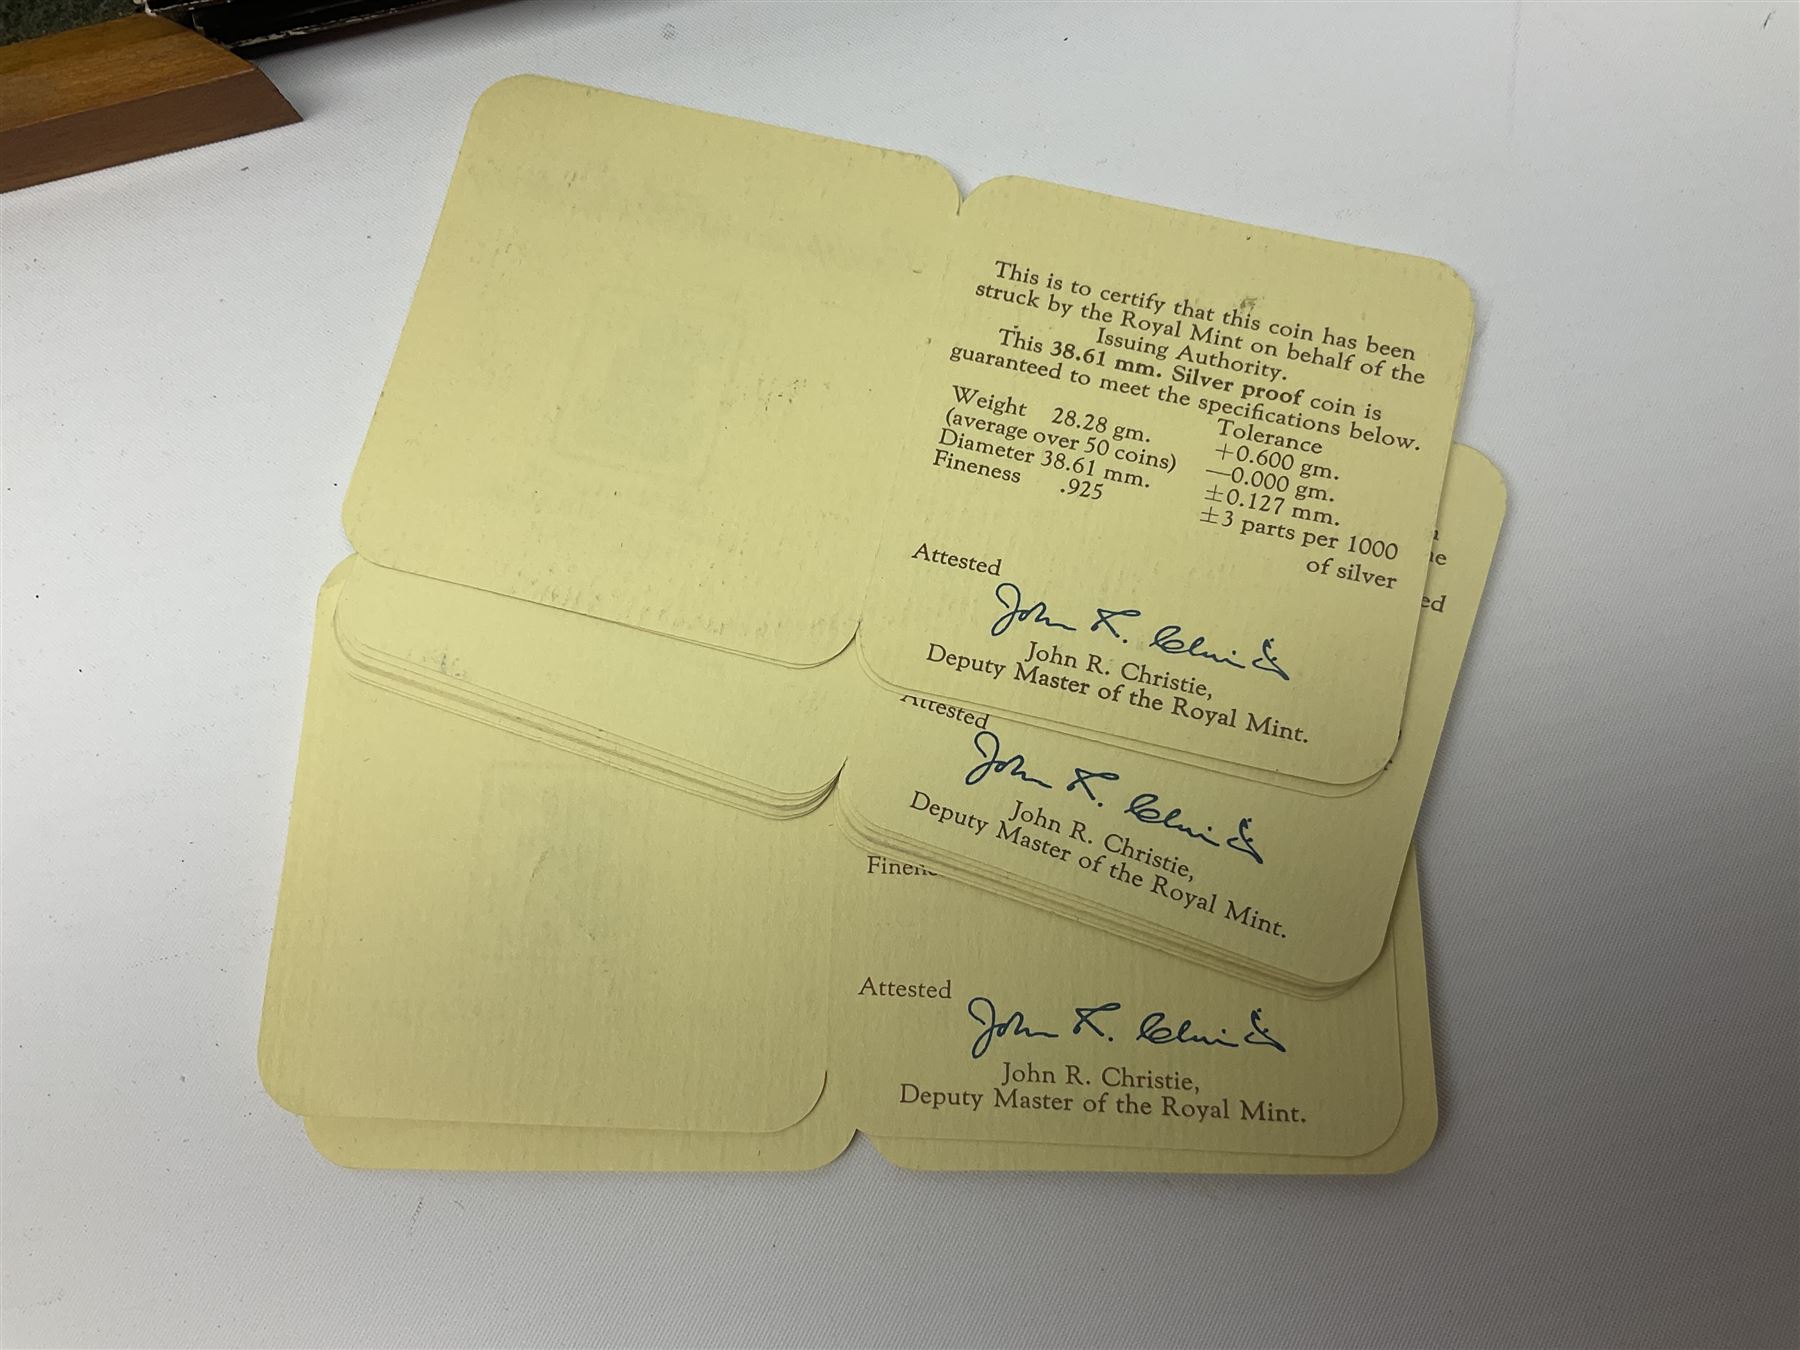 This is to certify that this coin has been
struck by the Royal Mint on behalf of the
Issuing Authority.
This 38.61 mm. Silver proof coin is
guaranteed to meet the specifications below.
Tolerance
Weight 28.28 gm. +0.600 gm.
(average over 50 coins) —0.000 gm.
Diameter 38.61 mm. ±0.127 mm.
Fineness .925 ±3 parts per 1000
of silver
Attested
John R. Christie
John R. Christie,
Deputy Master of the Royal Mint.
Attested
John R. Christie
John R. Christie,
Deputy Master of the Royal Mint.
Attested
John R. Christie
John R. Christie,
Deputy Master of the Royal Mint.